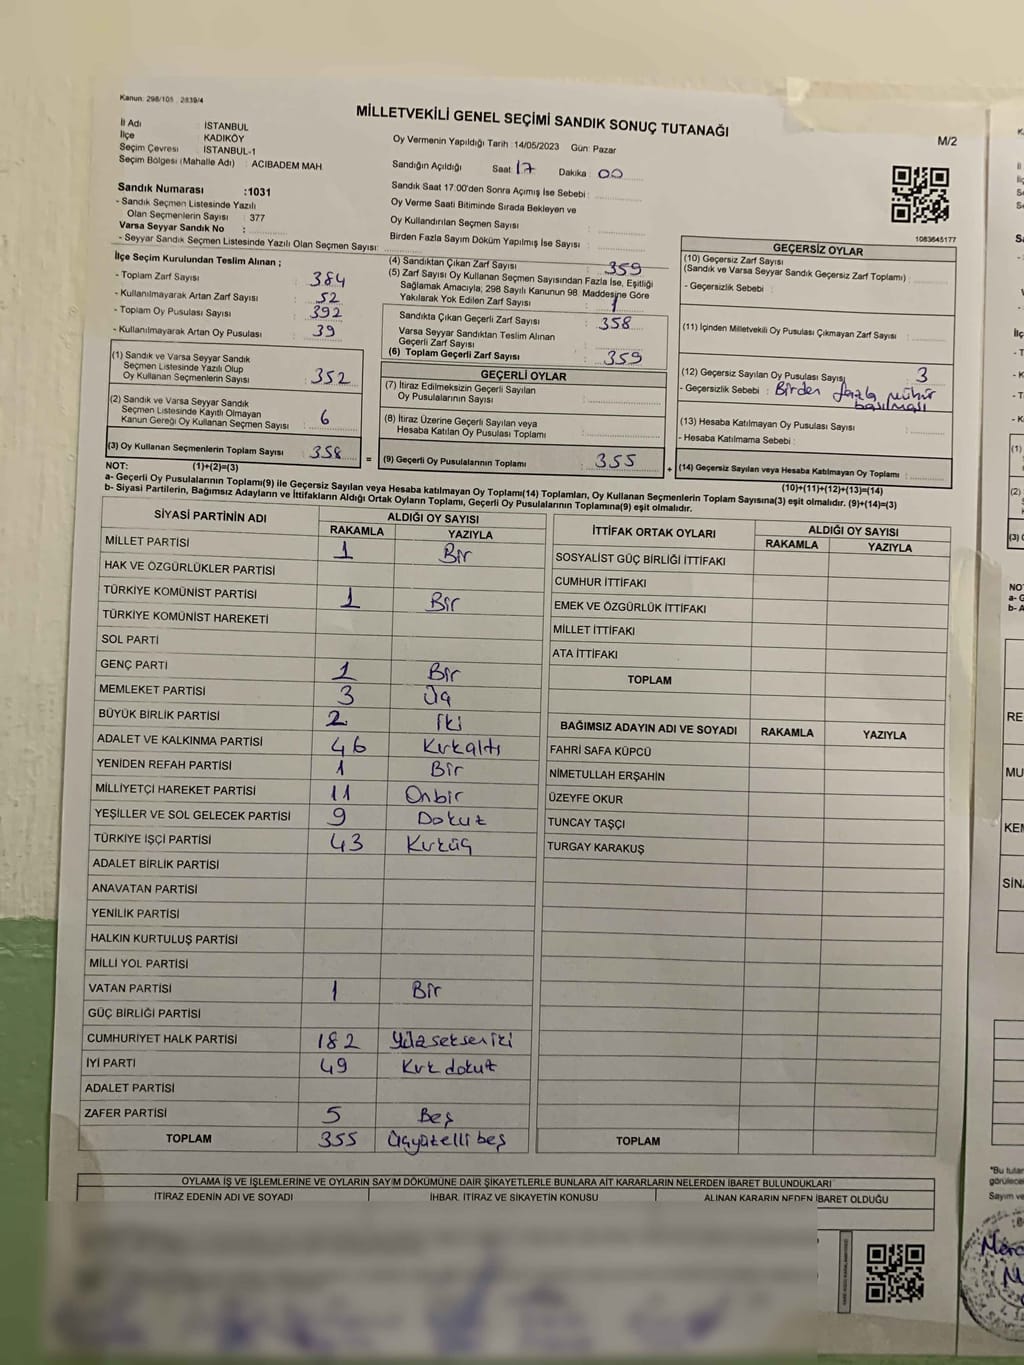 Kanun: 298/105 , 2839/4
MİLLETVEKİLİ GENEL SEÇİMİ SANDIK SONUÇ TUTANAĞI
M/2
İl Adı : İSTANBUL
İlçe : KADIKÖY
Seçim Çevresi : İSTANBUL-1
Seçim Bölgesi (Mahalle Adı) : ACIBADEM MAH.
Oy Vermenin Yapıldığı Tarih : 14/05/2023 Gün: Pazar
Sandığın Açıldığı Saat : 17 Dakika : 00
Sandık Saat 17:00'den Sonra Açımış İse Sebebi :
Oy Verme Saati Bitiminde Sırada Bekleyen ve
Oy Kullandırılan Seçmen Sayısı :
Birden Fazla Sayım Döküm Yapılmış İse Sayısı :
Sandık Numarası :1031
- Sandık Seçmen Listesinde Yazılı
Olan Seçmenlerin Sayısı : 377
Varsa Seyyar Sandık No :
- Seyyar Sandık Seçmen Listesinde Yazılı Olan Seçmen Sayısı:
1083645177
İlçe Seçim Kurulundan Teslim Alınan ;
- Toplam Zarf Sayısı : 384
- Kullanılmayarak Artan Zarf Sayısı : 52
- Toplam Oy Pusulası Sayısı : 392
- Kullanılmayarak Artan Oy Pusulası : 39
(1) Sandık ve Varsa Seyyar Sandık
Seçmen Listesinde Yazılı Olup
Oy Kullanan Seçmenlerin Sayısı : 352
(2) Sandık ve Varsa Seyyar Sandık
Seçmen Listesinde Kayıtlı Olmayan
Kanun Gereği Oy Kullanan Seçmen Sayısı : 6
(3) Oy Kullanan Seçmenlerin Toplam Sayısı : 358
(1)+(2)=(3)
(4) Sandıktan Çıkan Zarf Sayısı : 359
(5) Zarf Sayısı Oy Kullanan Seçmen Sayısından Fazla İse, Eşitliği
Sağlamak Amacıyla; 298 Sayılı Kanunun 98. Maddesine Göre
Yakılarak Yok Edilen Zarf Sayısı : 1
Sandıkta Çıkan Geçerli Zarf Sayısı : 358
Varsa Seyyar Sandıktan Teslim Alınan
Geçerli Zarf Sayısı :
(6) Toplam Geçerli Zarf Sayısı : 359
GEÇERLİ OYLAR
(7) İtiraz Edilmeksizin Geçerli Sayılan
Oy Pusulalarının Sayısı :
(8) İtiraz Üzerine Geçerli Sayılan veya
Hesaba Katılan Oy Pusulası Toplamı :
= (9) Geçerli Oy Pusulalarının Toplamı : 355 +
GEÇERSİZ OYLAR
(10) Geçersiz Zarf Sayısı
(Sandık ve Varsa Seyyar Sandık Geçersiz Zarf Toplamı) :
- Geçersizlik Sebebi :
(11) İçinden Milletvekili Oy Pusulası Çıkmayan Zarf Sayısı :
(12) Geçersiz Sayılan Oy Pusulası Sayısı : 3
- Geçersizlik Sebebi : Birden fazla mühür
basılması
(13) Hesaba Katılmayan Oy Pusulası Sayısı :
- Hesaba Katılmama Sebebi :
(14) Geçersiz Sayılan veya Hesaba Katılmayan Oy Toplamı :
(10)+(11)+(12)+(13)=(14)
NOT:
a- Geçerli Oy Pusulalarının Toplamı(9) ile Geçersiz Sayılan veya Hesaba katılmayan Oy Toplamı(14) Toplamları, Oy Kullanan Seçmenlerin Toplam Sayısına(3) eşit olmalıdır. (9)+(14)=(3)
b- Siyasi Partilerin, Bağımsız Adayların ve İttifakların Aldığı Ortak Oyların Toplamı, Geçerli Oy Pusulalarının Toplamına(9) eşit olmalıdır.
SİYASİ PARTİNİN ADI ALDIĞI OY SAYISI
RAKAMLA YAZIYLA
MİLLET PARTİSİ 1 Bir
HAK VE ÖZGÜRLÜKLER PARTİSİ
TÜRKİYE KOMÜNİST PARTİSİ 1 Bir
TÜRKİYE KOMÜNİST HAREKETİ
SOL PARTİ
GENÇ PARTİ 1 Bir
MEMLEKET PARTİSİ 3 Üç
BÜYÜK BİRLİK PARTİSİ 2 İki
ADALET VE KALKINMA PARTİSİ 46 Kırkaltı
YENİDEN REFAH PARTİSİ 1 Bir
MİLLİYETÇİ HAREKET PARTİSİ 11 Onbir
YEŞİLLER VE SOL GELECEK PARTİSİ 9 Dokuz
TÜRKİYE İŞÇİ PARTİSİ 43 Kırküç
ADALET BİRLİK PARTİSİ
ANAVATAN PARTİSİ
YENİLİK PARTİSİ
HALKIN KURTULUŞ PARTİSİ
MİLLİ YOL PARTİSİ
VATAN PARTİSİ 1 Bir
GÜÇ BİRLİĞİ PARTİSİ
CUMHURİYET HALK PARTİSİ 182 Yüzseksen iki
İYİ PARTİ 49 Kırk dokuz
ADALET PARTİSİ
ZAFER PARTİSİ 5 Beş
TOPLAM 355 Üçyüzelli beş
İTTİFAK ORTAK OYLARI ALDIĞI OY SAYISI
RAKAMLA YAZIYLA
SOSYALİST GÜÇ BİRLİĞİ İTTİFAKI
CUMHUR İTTİFAKI
EMEK VE ÖZGÜRLÜK İTTİFAKI
MİLLET İTTİFAKI
ATA İTTİFAKI
TOPLAM
BAĞIMSIZ ADAYIN ADI VE SOYADI RAKAMLA YAZIYLA
FAHRİ SAFA KÜPCÜ
NİMETULLAH ERŞAHİN
ÜZEYFE OKUR
TUNCAY TAŞÇI
TURGAY KARAKUŞ
TOPLAM
OYLAMA İŞ VE İŞLEMLERİNE VE OYLARIN SAYIM DÖKÜMÜNE DAİR ŞİKAYETLERLE BUNLARA AİT KARARLARIN NELERDEN İBARET BULUNDUKLARI
İTİRAZ EDENİN ADI VE SOYADI İHBAR, İTİRAZ VE ŞİKAYETİN KONUSU ALINAN KARARIN NEDEN İBARET OLDUĞU